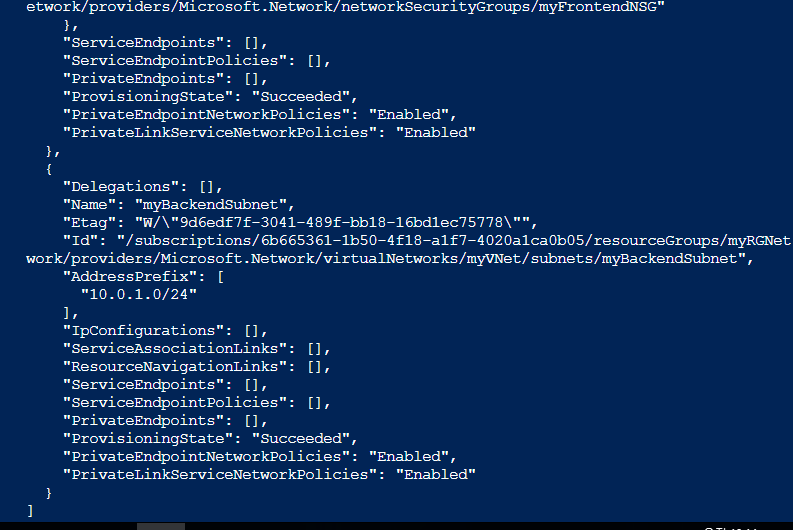 etwork/providers/Microsoft.Network/networkSecurityGroups/myFrontendNSG"
},
"ServiceEndpoints": [],
"ServiceEndpointPolicies": [],
"PrivateEndpoints": [],
"ProvisioningState": "Succeeded",
"PrivateEndpointNetworkPolicies": "Enabled",
"PrivateLinkServiceNetworkPolicies": "Enabled"
},
{
"Delegations": [],
"Name": "myBackendSubnet",
"Etag": "W/\"9d6edf7f-3041-489f-bb18-16bd1ec75778\"",
"Id": "/subscriptions/6b665361-1b50-4f18-a1f7-4020a1ca0b05/resourceGroups/myRGNet
work/providers/Microsoft.Network/virtualNetworks/myVNet/subnets/myBackendSubnet",
"AddressPrefix": [
"10.0.1.0/24"
],
"IpConfigurations": [],
"ServiceAssociationLinks": [],
"ResourceNavigationLinks": [],
"ServiceEndpoints": [],
"ServiceEndpointPolicies": [],
"PrivateEndpoints": [],
"ProvisioningState": "Succeeded",
"PrivateEndpointNetworkPolicies": "Enabled",
"PrivateLinkServiceNetworkPolicies": "Enabled"
}
]